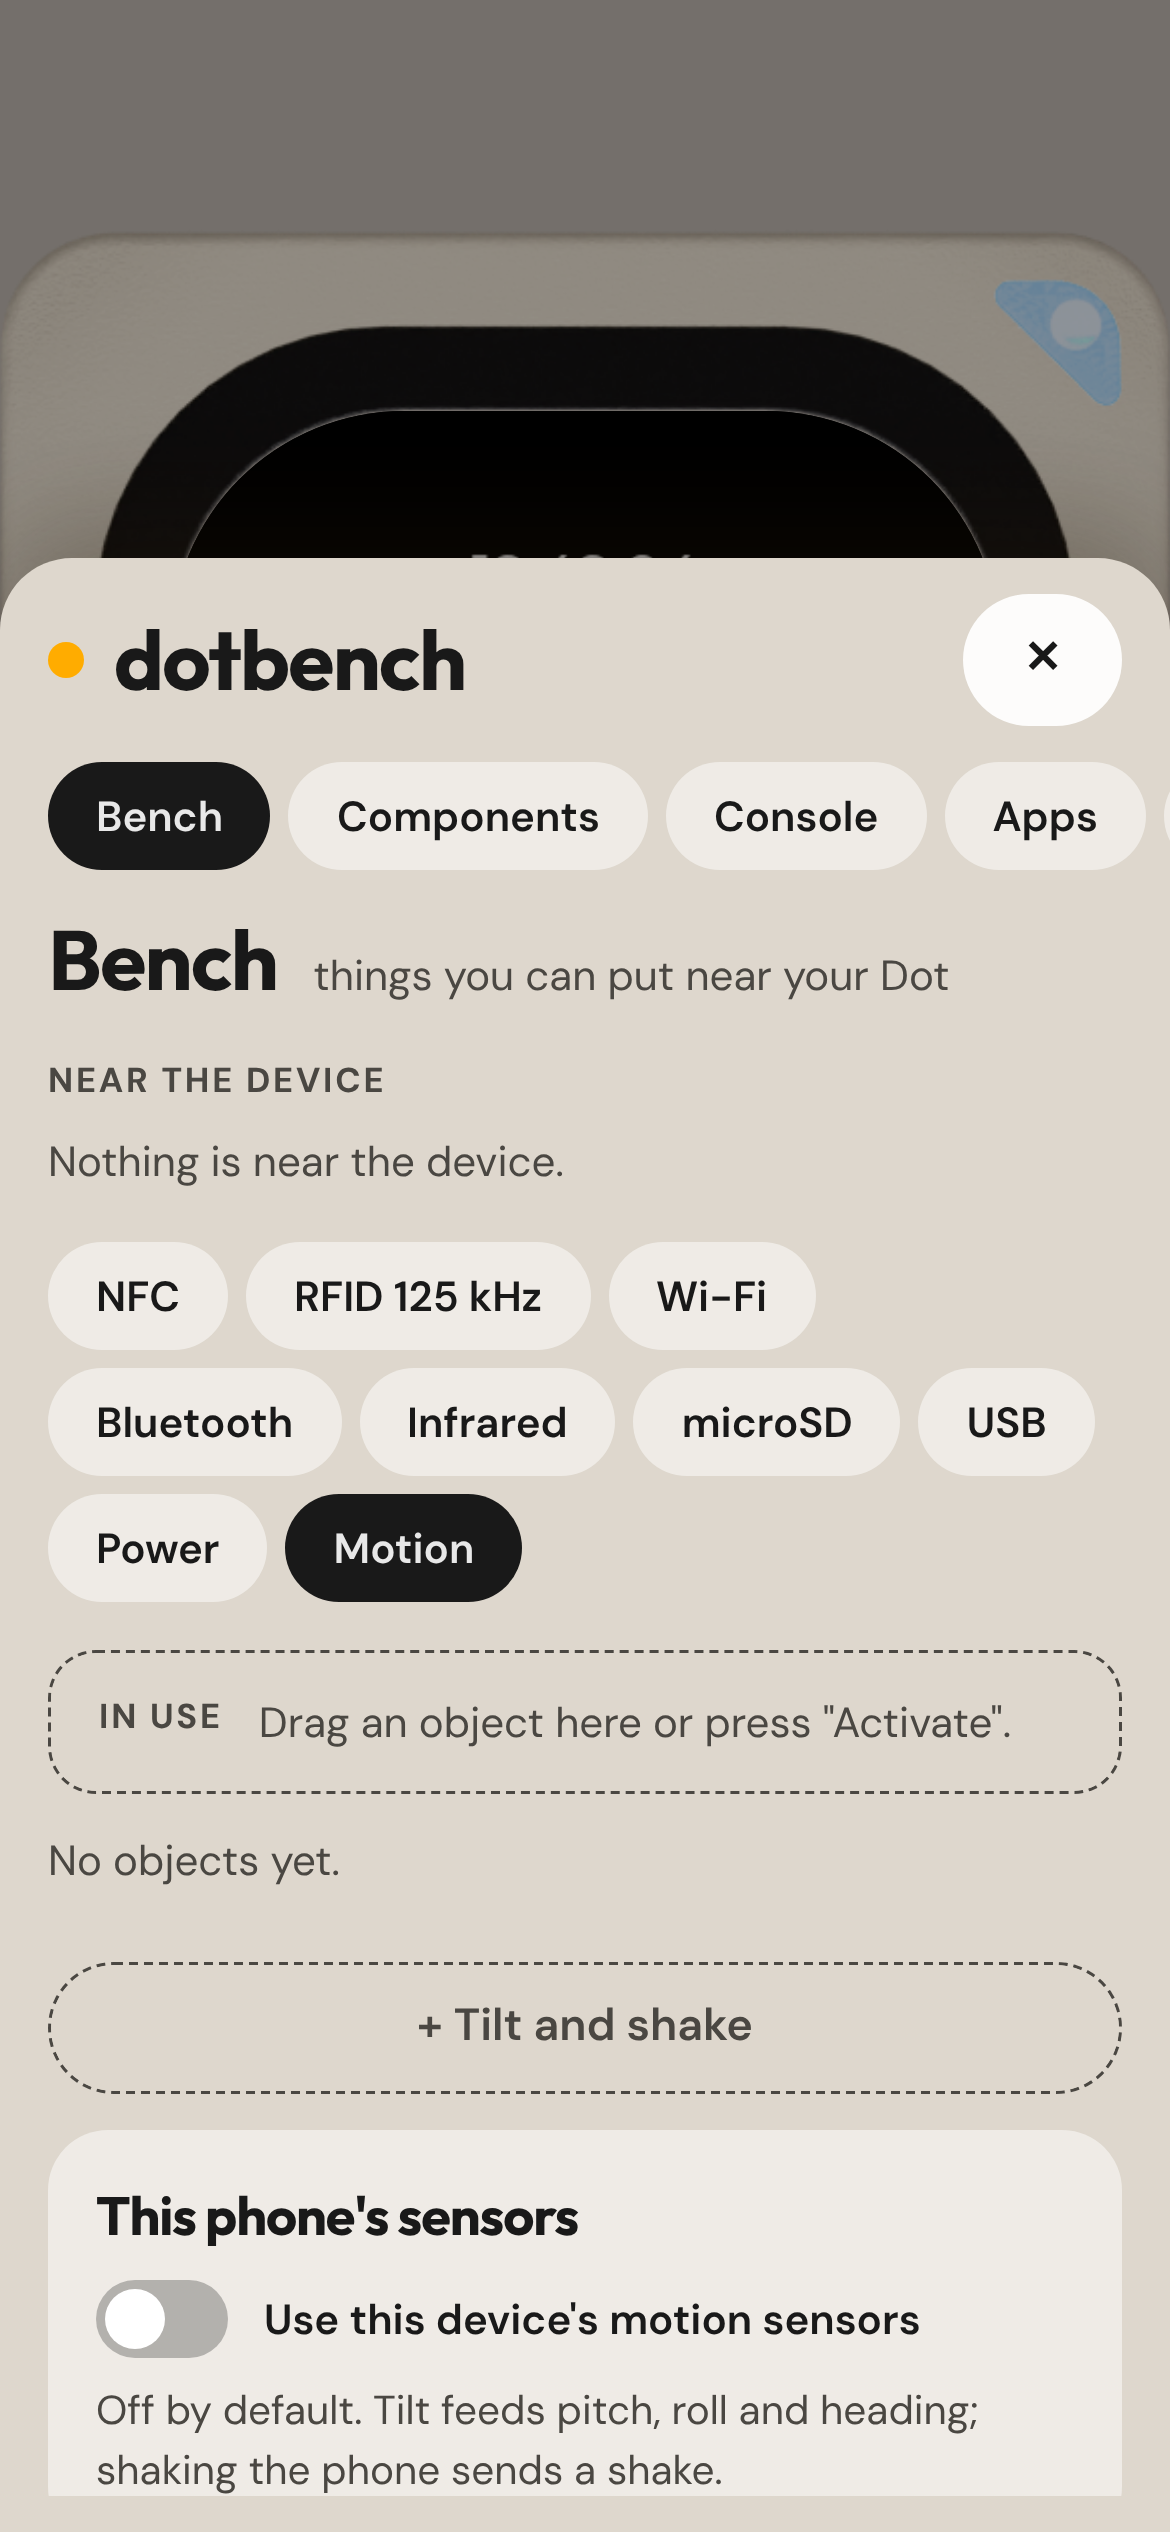 dotbench
×
Bench Components Console Apps
Bench things you can put near your Dot
NEAR THE DEVICE
Nothing is near the device.
NFC RFID 125 kHz Wi-Fi
Bluetooth Infrared microSD USB
Power Motion
IN USE Drag an object here or press "Activate".
No objects yet.
+ Tilt and shake
This phone's sensors
Use this device's motion sensors
Off by default. Tilt feeds pitch, roll and heading;
shaking the phone sends a shake.